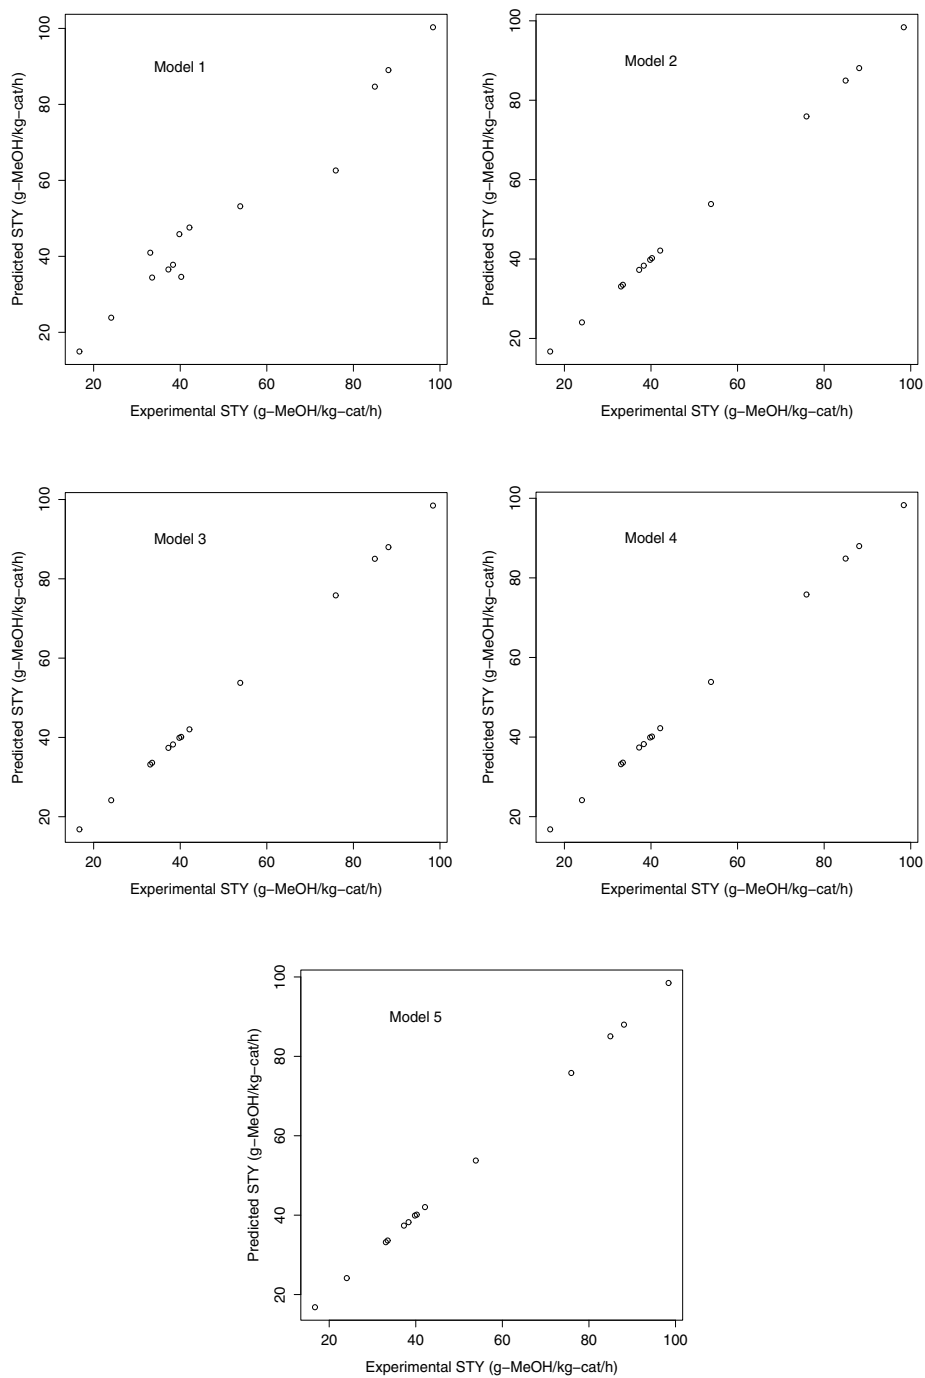 Model 1
Predicted STY (g−MeOH/kg−cat/h)
100
80
60
40
20
20 40 60 80 100
Experimental STY (g−MeOH/kg−cat/h)
Model 2
Predicted STY (g−MeOH/kg−cat/h)
100
80
60
40
20
20 40 60 80 100
Experimental STY (g−MeOH/kg−cat/h)
Model 3
Predicted STY (g−MeOH/kg−cat/h)
100
80
60
40
20
20 40 60 80 100
Experimental STY (g−MeOH/kg−cat/h)
Model 4
Predicted STY (g−MeOH/kg−cat/h)
100
80
60
40
20
20 40 60 80 100
Experimental STY (g−MeOH/kg−cat/h)
Model 5
Predicted STY (g−MeOH/kg−cat/h)
100
80
60
40
20
20 40 60 80 100
Experimental STY (g−MeOH/kg−cat/h)